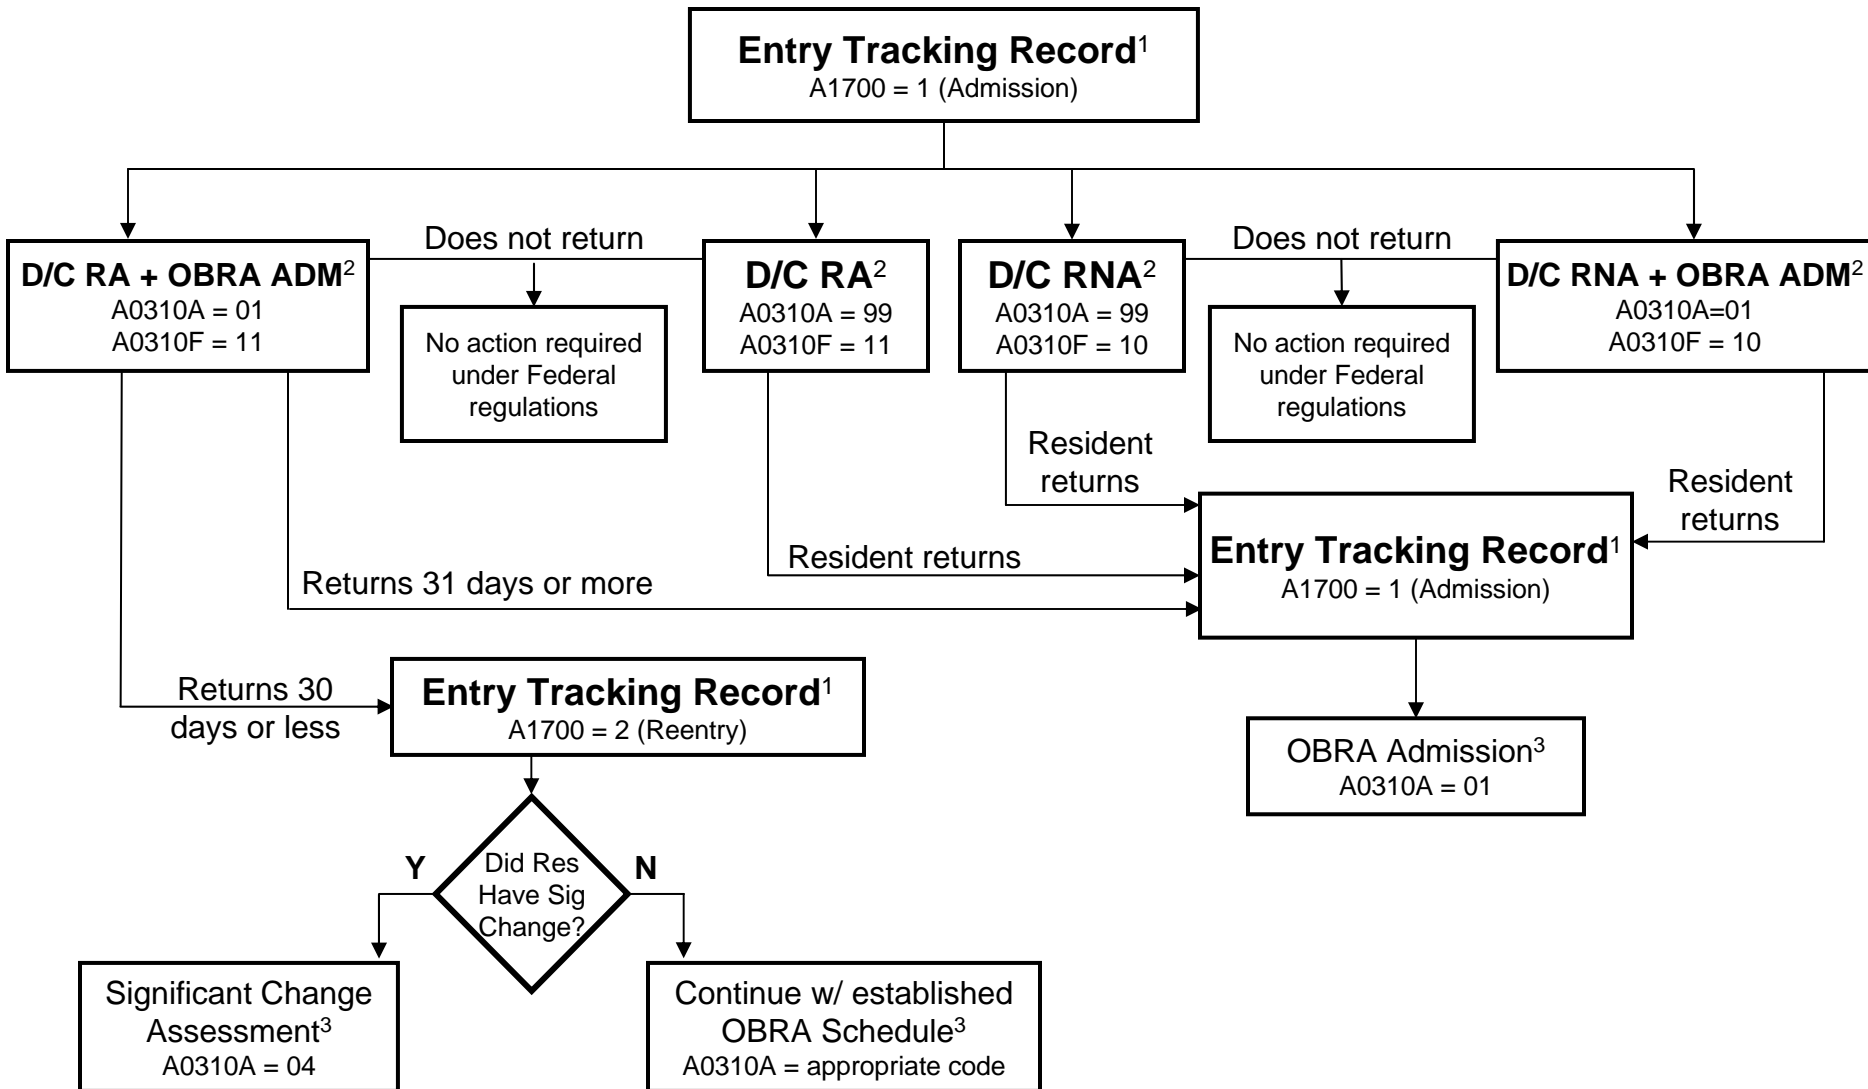 Entry Tracking Record¹
A1700 = 1 (Admission)
D/C RA + OBRA ADM²
A0310A = 01
A0310F = 11
Does not return
No action required
under Federal
regulations
D/C RA²
A0310A = 99
A0310F = 11
D/C RNA²
A0310A = 99
A0310F = 10
Does not return
No action required
under Federal
regulations
D/C RNA + OBRA ADM²
A0310A=01
A0310F = 10
Resident
returns
Resident
returns
Resident returns
Returns 31 days or more
Entry Tracking Record¹
A1700 = 1 (Admission)
Returns 30
days or less
Entry Tracking Record¹
A1700 = 2 (Reentry)
OBRA Admission³
A0310A = 01
Y
Did Res
Have Sig
Change?
N
Significant Change
Assessment³
A0310A = 04
Continue w/ established
OBRA Schedule³
A0310A = appropriate code